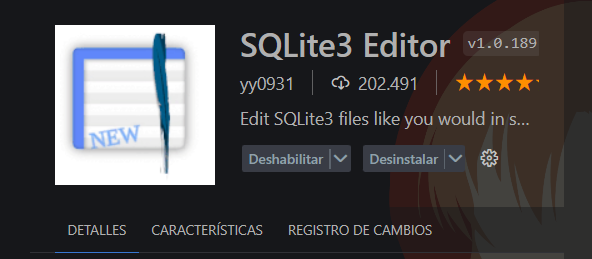 SQLite3 Editor v1.0.189
yy0931 202.491
Edit SQLite3 files like you would in s...
Deshabilitar Desinstalar
NEW
DETALLES CARACTERÍSTICAS REGISTRO DE CAMBIOS